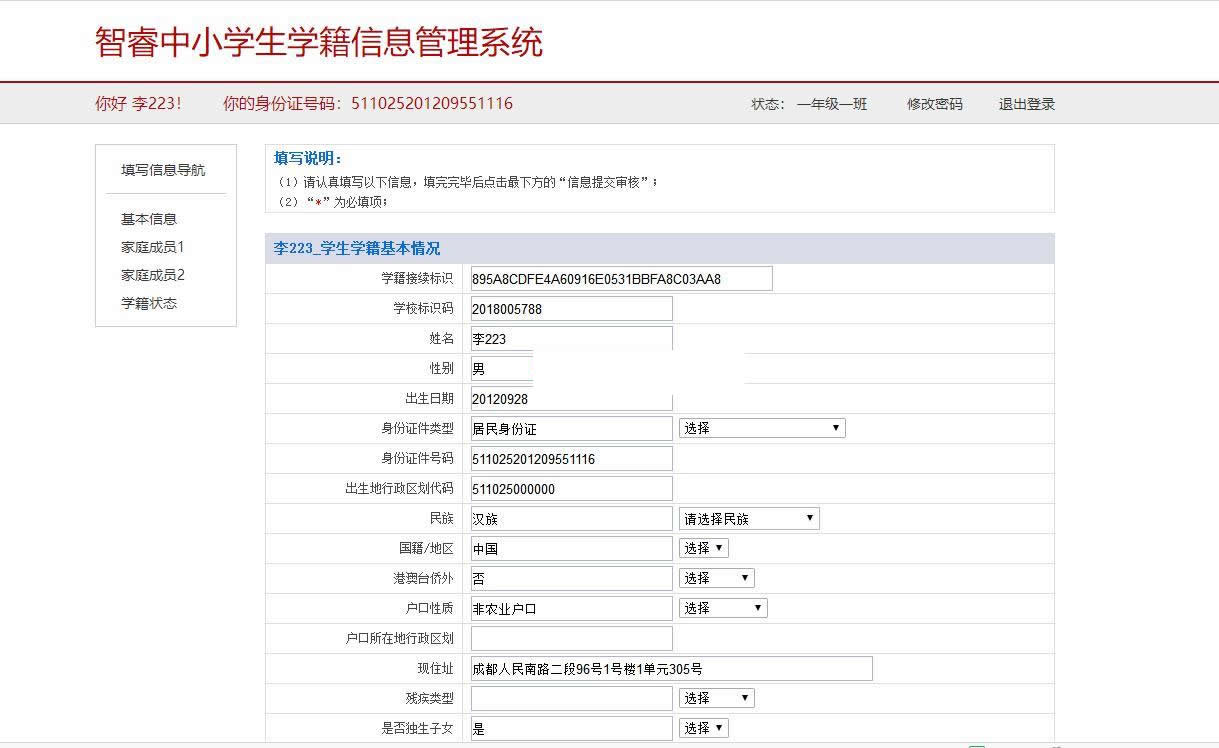 智睿中小学生学籍信息管理系统
你好 李223! 你的身份证号码：511025201209551116 状态： 一年级一班 修改密码 退出登录
填写信息导航
基本信息
家庭成员1
家庭成员2
学籍状态
填写说明：
（1）请认真填写以下信息，填完完毕后点击最下方的“信息提交审核”；
（2）“*”为必填项；
李223_学生学籍基本情况
学籍接续标识 895A8CDFE4A60916E0531BBFA8C03AA8
学校标识码 2018005788
姓名 李223
性别 男
出生日期 20120928
身份证件类型 居民身份证 选择
身份证件号码 511025201209551116
出生地行政区划代码 511025000000
民族 汉族 请选择民族
国籍/地区 中国 选择
港澳台侨外 否 选择
户口性质 非农业户口 选择
户口所在地行政区划
现住址 成都人民南路二段96号1号楼1单元305号
残疾类型 选择
是否独生子女 是 选择